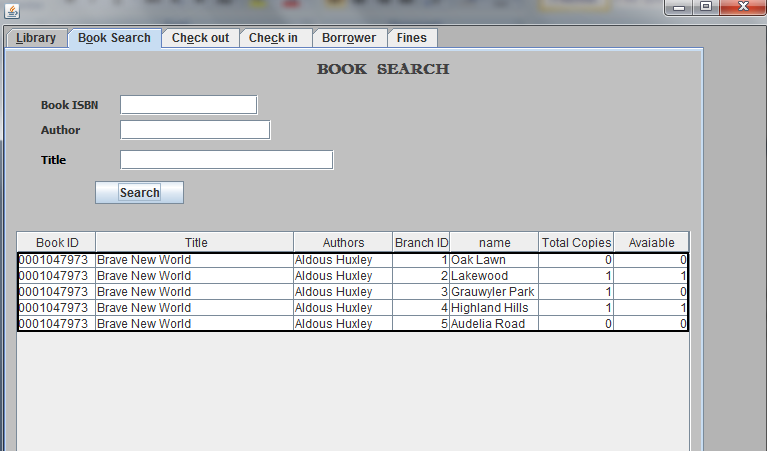 Library Book Search Check out Check in Borrower Fines
BOOK SEARCH
Book ISBN
Author
Title
Search
Book ID Title Authors Branch ID name Total Copies Avaiable
0001047973 Brave New World Aldous Huxley 1 Oak Lawn 0 0
0001047973 Brave New World Aldous Huxley 2 Lakewood 1 1
0001047973 Brave New World Aldous Huxley 3 Grauwyler Park 1 0
0001047973 Brave New World Aldous Huxley 4 Highland Hills 1 1
0001047973 Brave New World Aldous Huxley 5 Audelia Road 0 0